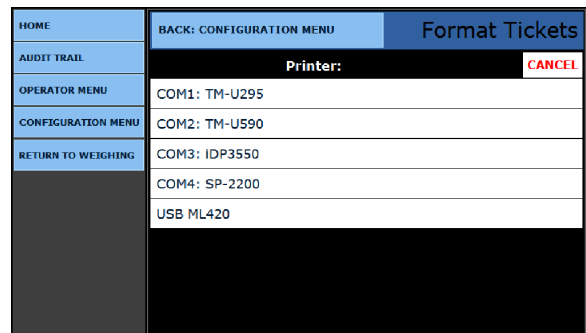 HOME
AUDIT TRAIL
OPERATOR MENU
CONFIGURATION MENU
RETURN TO WEIGHING
BACK: CONFIGURATION MENU
Format Tickets
Printer:
CANCEL
COM1: TM-U295
COM2: TM-U590
COM3: iDP3550
COM4: SP-2200
USB ML420